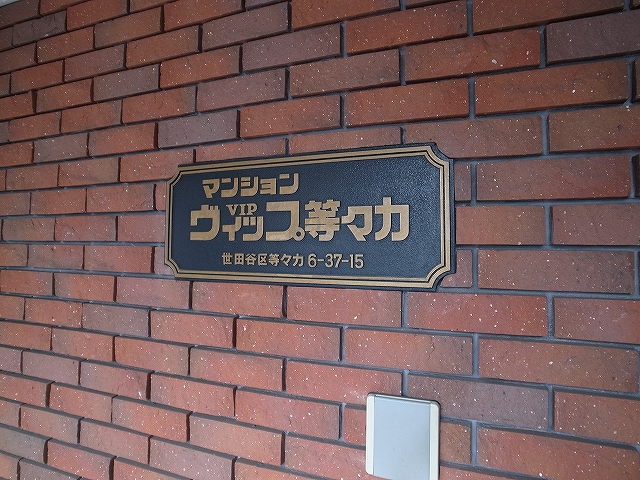 マンション
VIP
ヴィップ等々力
世田谷区等々力 6-37-15